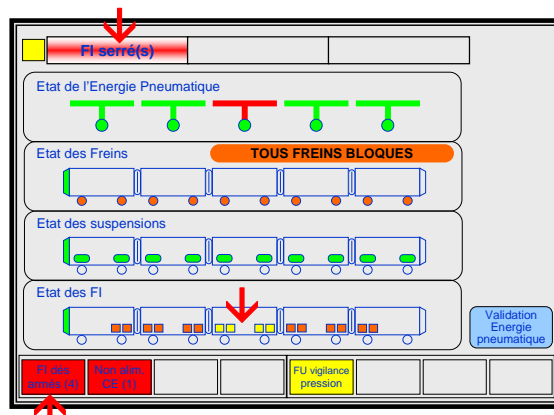 FI serré(s)
Etat de l'Energie Pneumatique
Etat des Freins
TOUS FREINS BLOQUES
Etat des suspensions
Etat des FI
Validation
Energie
pneumatique
FI dés
armés (4)
Non alim.
CE (1)
FU vigilance
pression